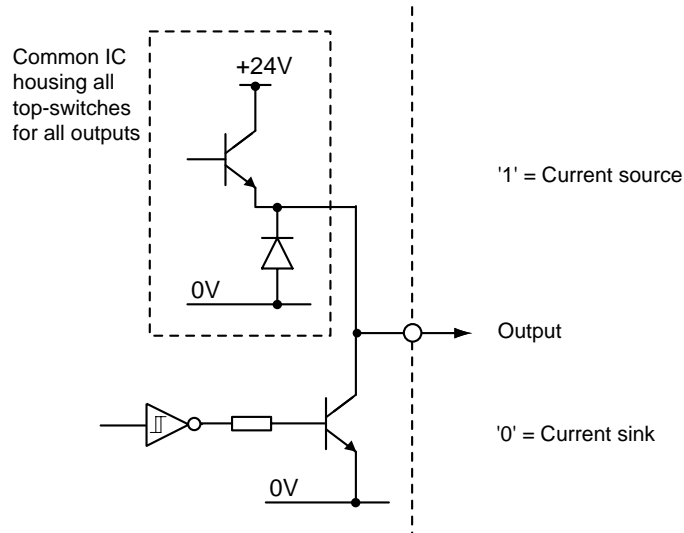 Common IC
housing all
top-switches
for all outputs
+24V
'1' = Current source
0V
Output
'0' = Current sink
0V